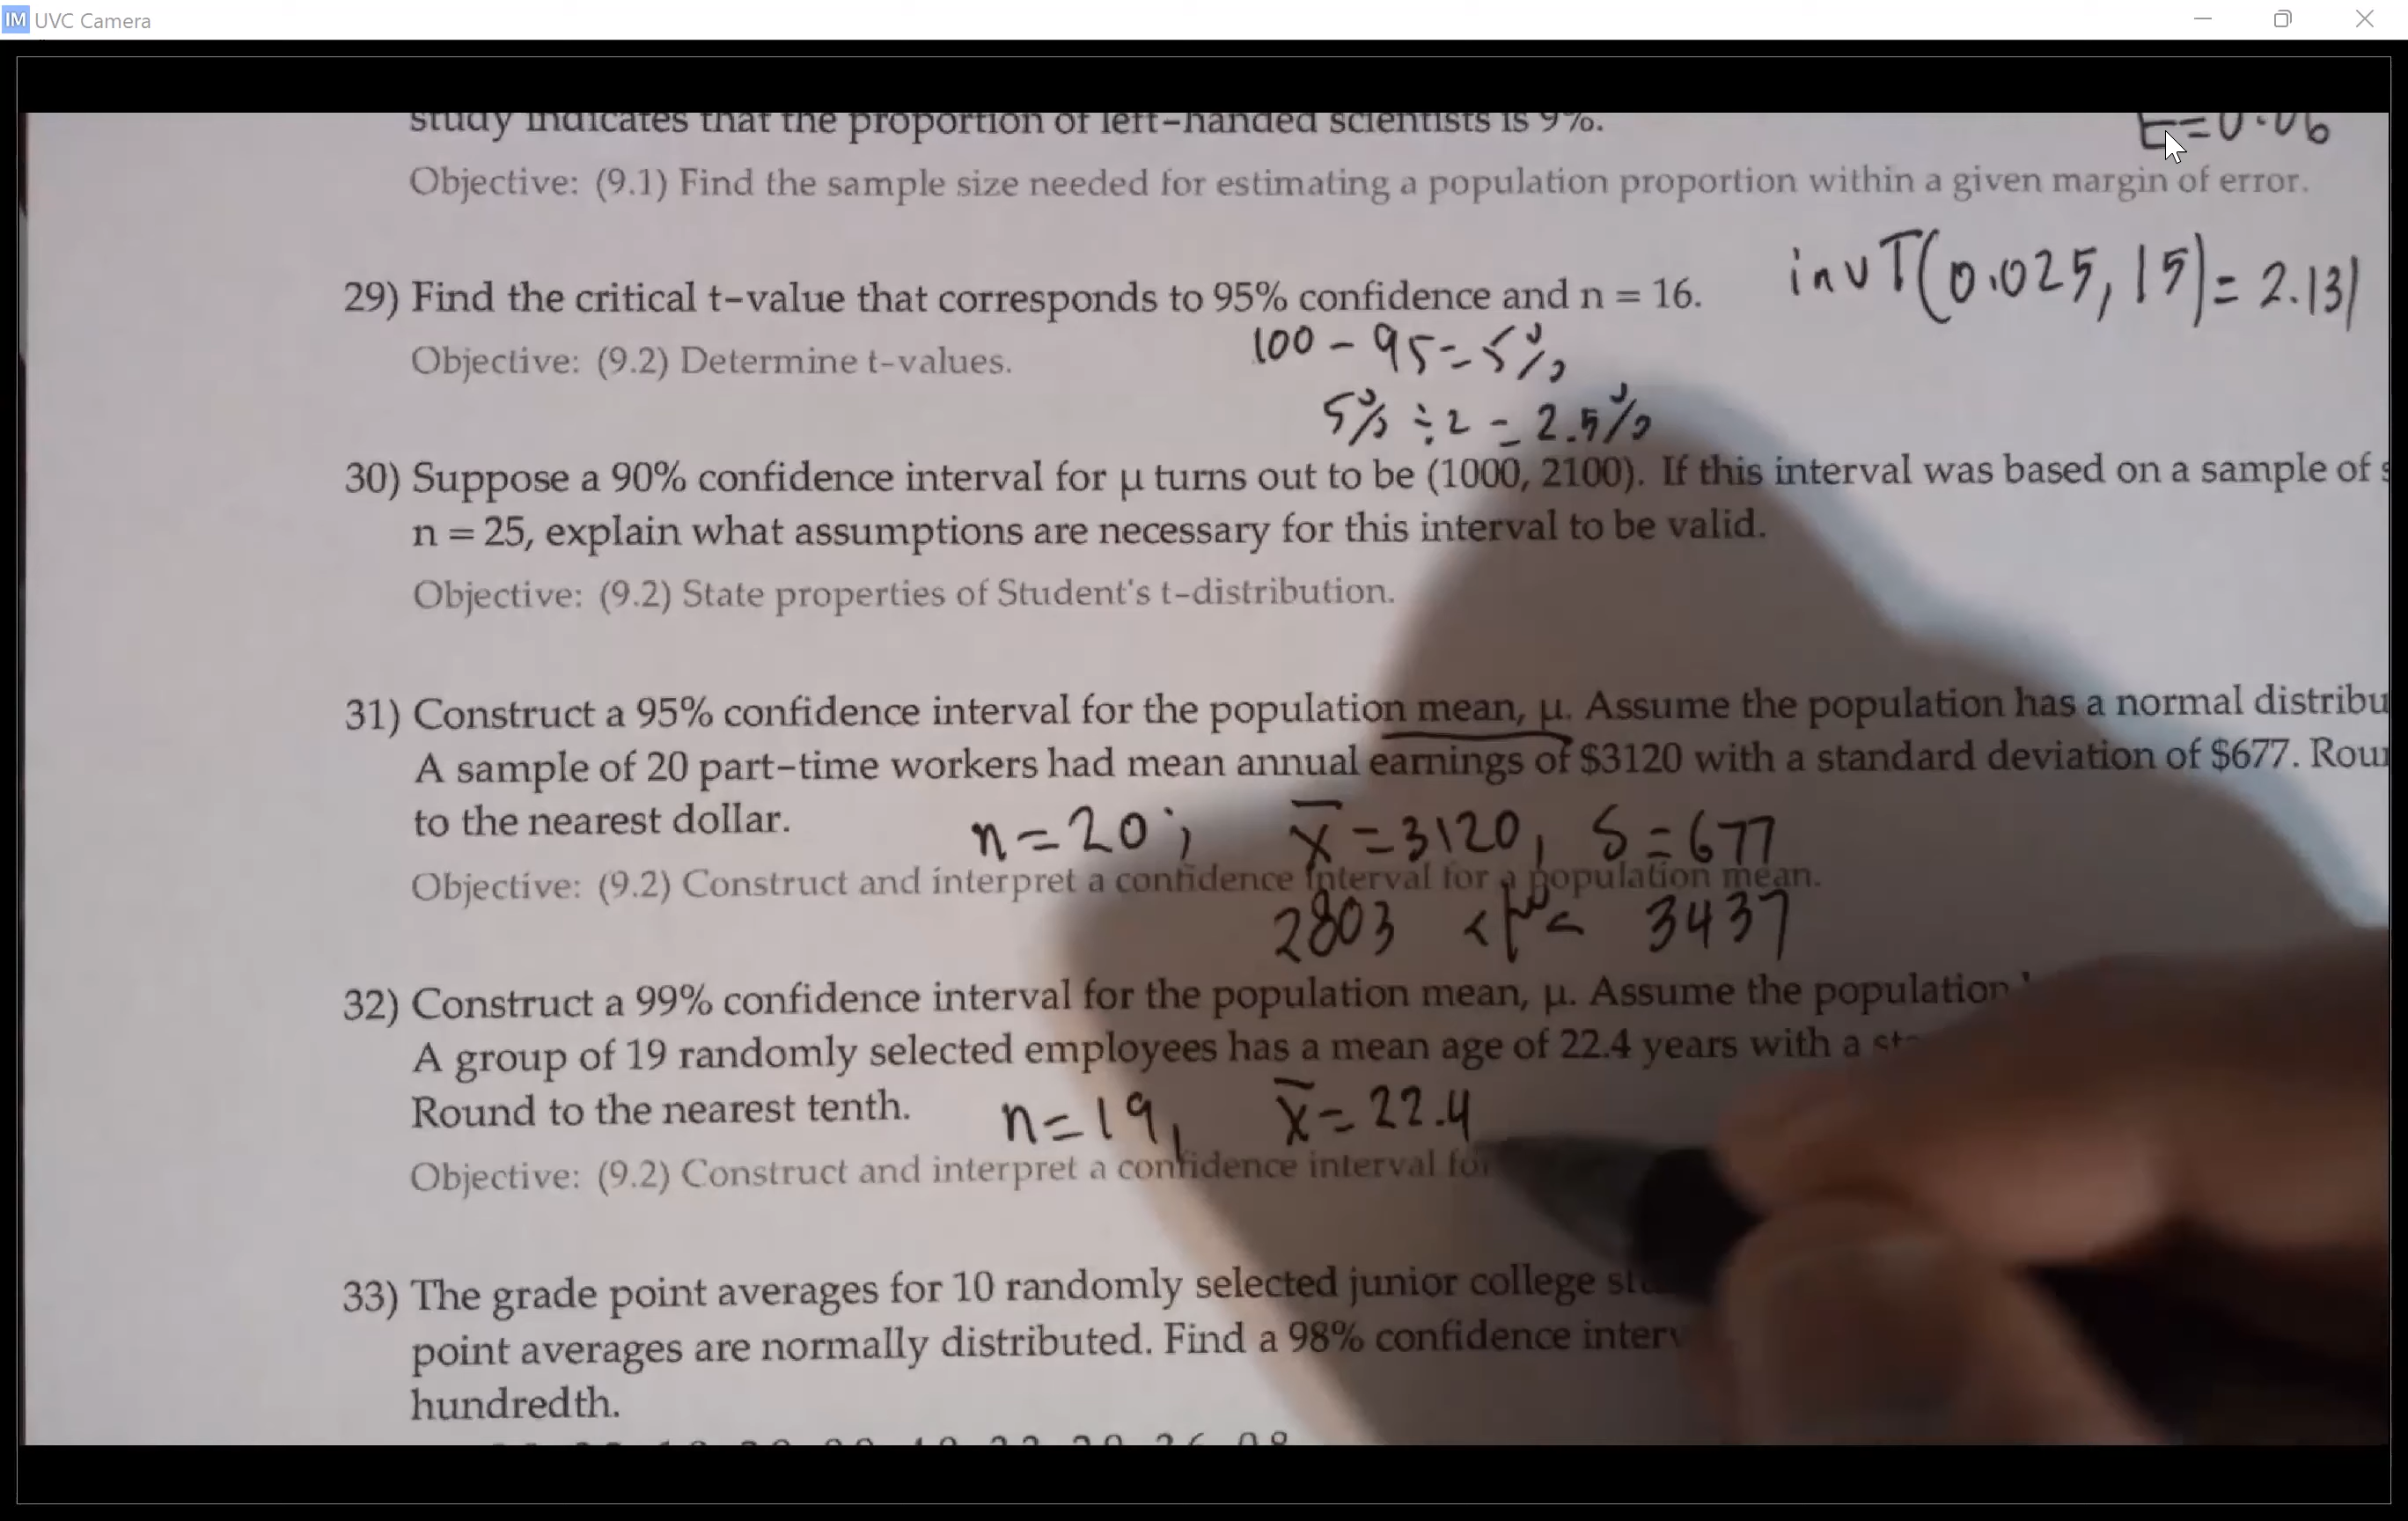 IM UVC Camera
study indicates that the proportion of left-handed scientists is 9%.
E=0.06
Objective: (9.1) Find the sample size needed for estimating a population proportion within a given margin of error.
29) Find the critical t-value that corresponds to 95% confidence and n = 16.
invT(0.025, 15) = 2.131
Objective: (9.2) Determine t-values.
100 - 95 = 5%
5% ÷ 2 = 2.5%
30) Suppose a 90% confidence interval for μ turns out to be (1000, 2100). If this interval was based on a sample of
n = 25, explain what assumptions are necessary for this interval to be valid.
Objective: (9.2) State properties of Student's t-distribution.
31) Construct a 95% confidence interval for the population mean, μ. Assume the population has a normal distribu
A sample of 20 part-time workers had mean annual earnings of $3120 with a standard deviation of $677. Rou
to the nearest dollar.
n = 20 ; x̄ = 3120, S = 677
Objective: (9.2) Construct and interpret a confidence interval for a population mean.
2803 < μ < 3437
32) Construct a 99% confidence interval for the population mean, μ. Assume the population
A group of 19 randomly selected employees has a mean age of 22.4 years with a
Round to the nearest tenth.
n = 19, x̄ = 22.4
Objective: (9.2) Construct and interpret a confidence interval for
33) The grade point averages for 10 randomly selected junior college
point averages are normally distributed. Find a 98% confidence interv
hundredth.